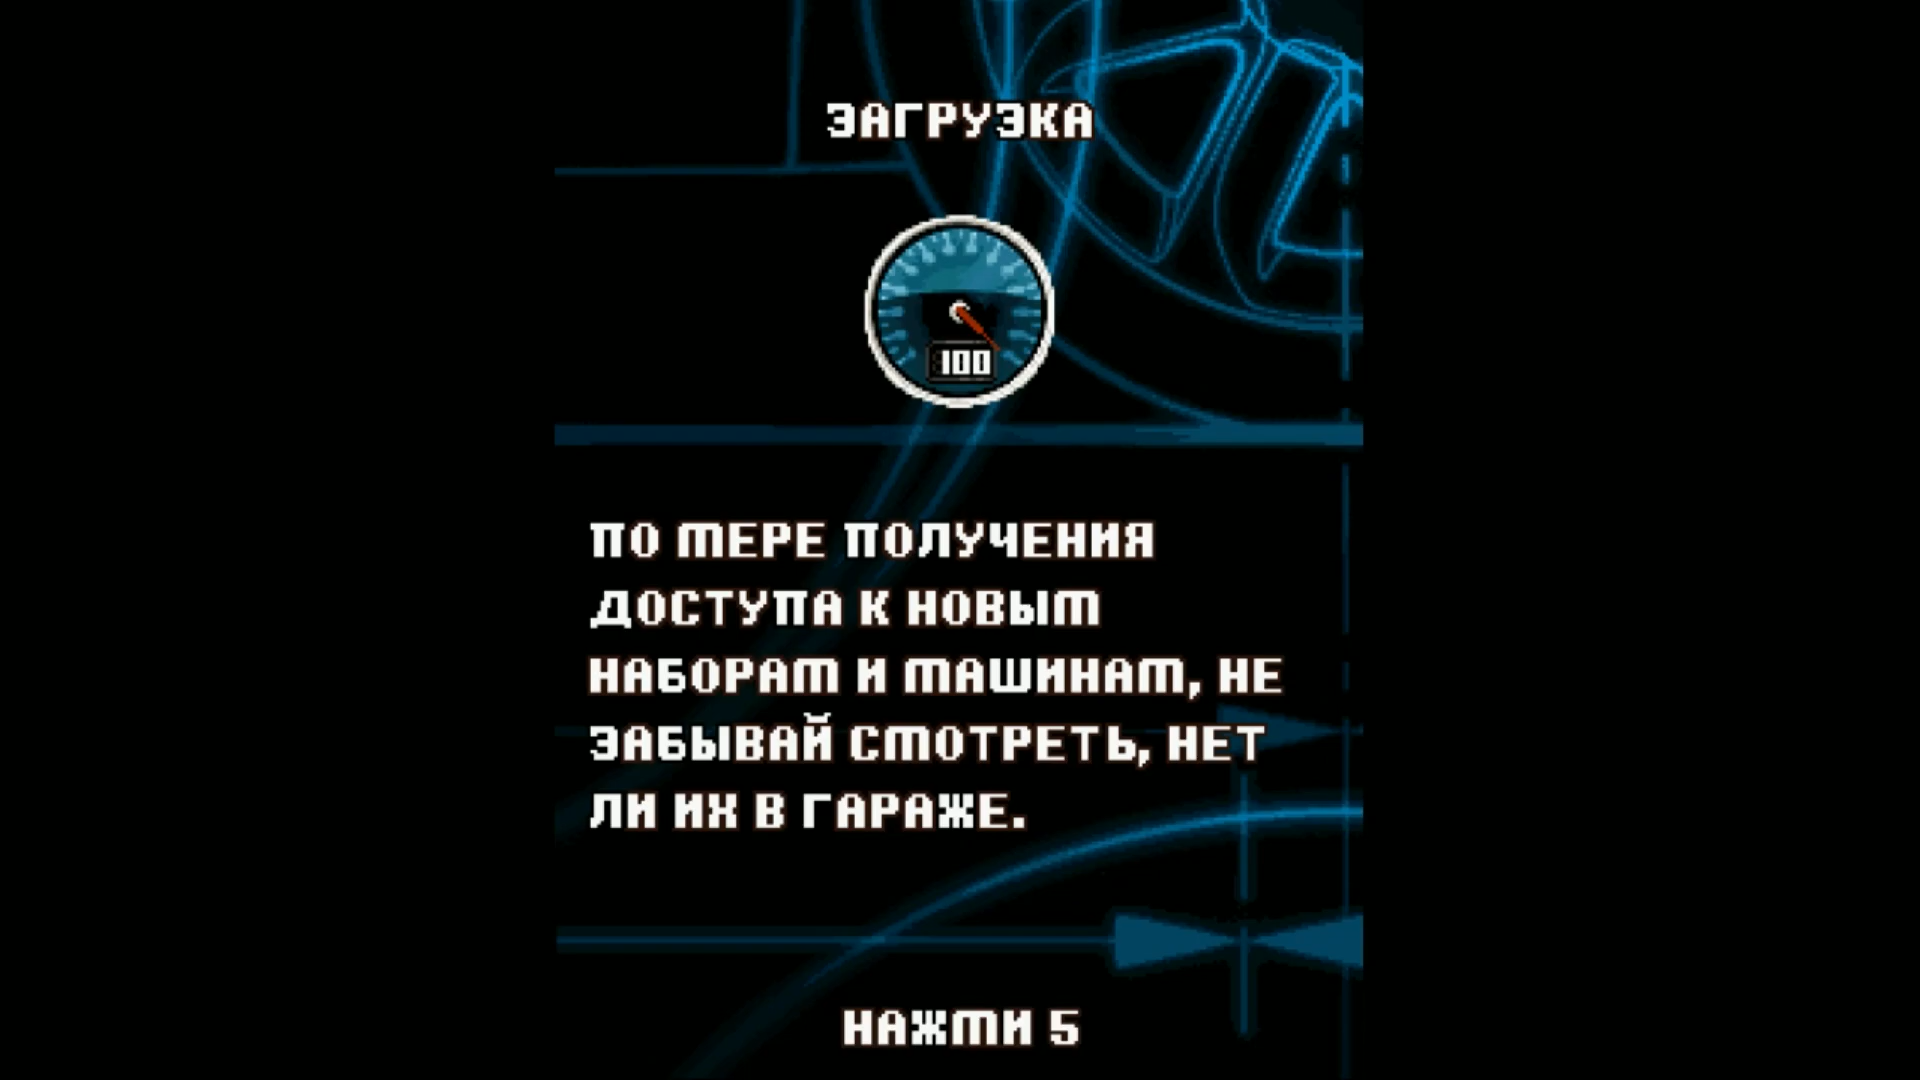 ЗАГРУЗКА
100
ПО МЕРЕ ПОЛУЧЕНИЯ
ДОСТУПА К НОВЫМ
НАБОРАМ И МАШИНАМ, НЕ
ЗАБЫВАЙ СМОТРЕТЬ, НЕТ
ЛИ ИХ В ГАРАЖЕ.
НАЖМИ 5